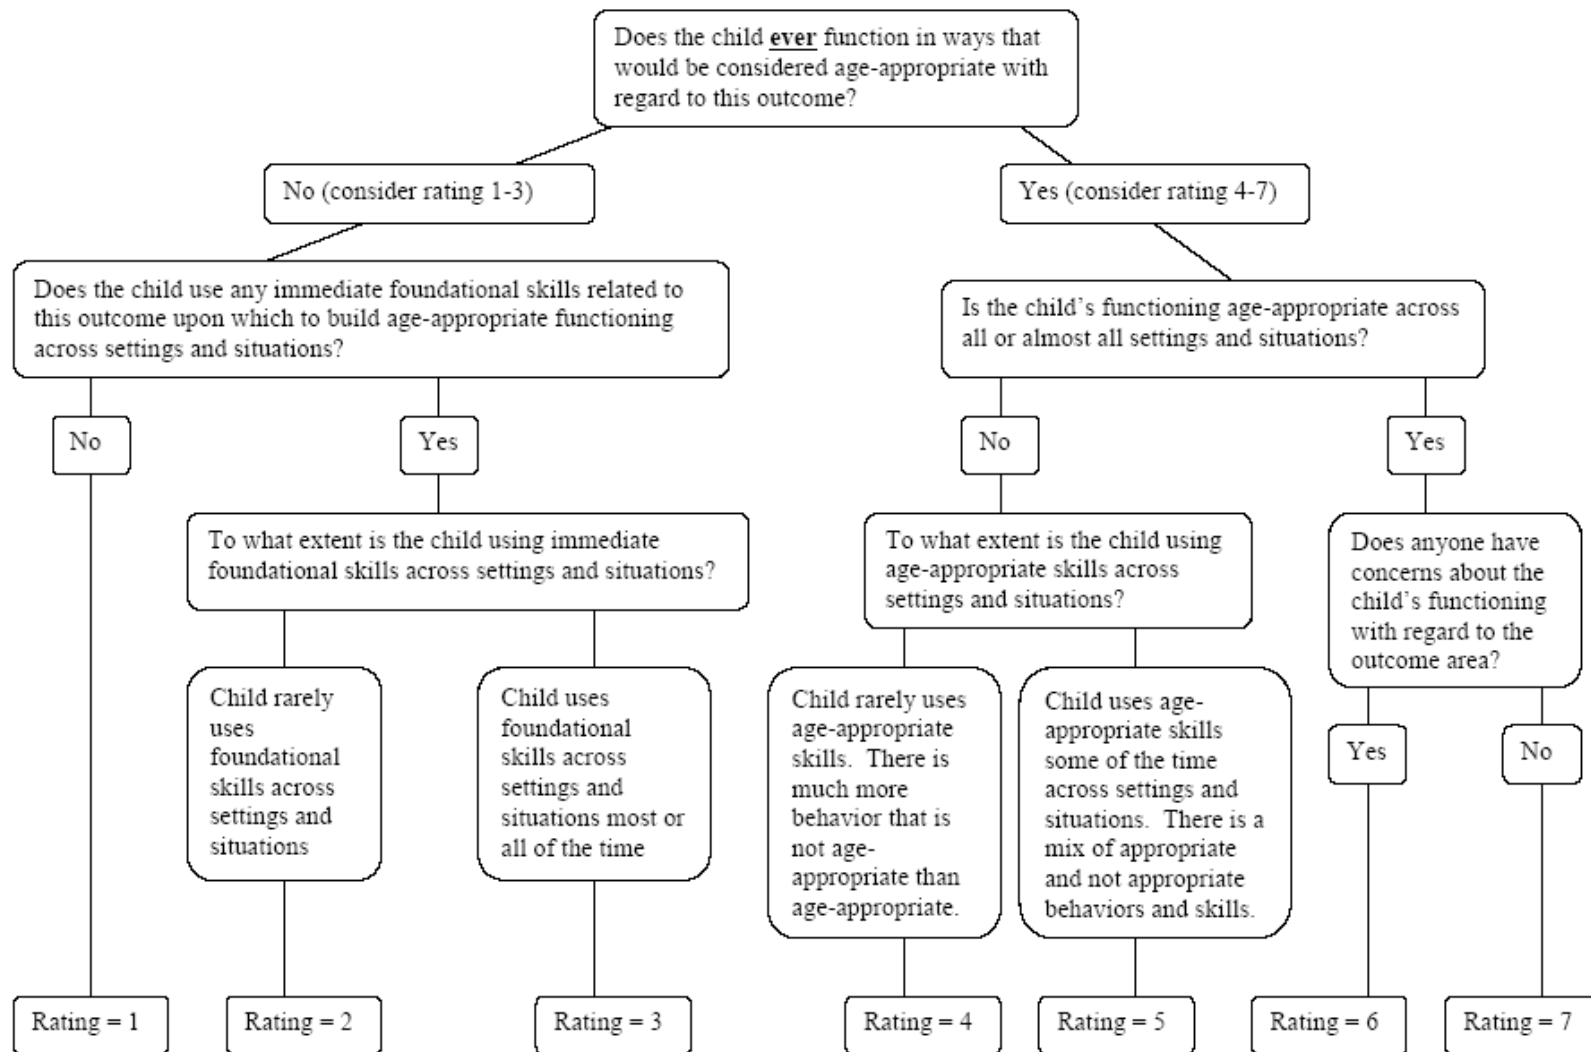 Does the child ever function in ways that
would be considered age-appropriate with
regard to this outcome?
No (consider rating 1-3)
Yes (consider rating 4-7)
Does the child use any immediate foundational skills related to
this outcome upon which to build age-appropriate functioning
across settings and situations?
Is the child’s functioning age-appropriate across
all or almost all settings and situations?
No
Yes
No
Yes
To what extent is the child using immediate
foundational skills across settings and situations?
To what extent is the child using
age-appropriate skills across
settings and situations?
Does anyone have
concerns about the
child’s functioning
with regard to the
outcome area?
Child rarely
uses
foundational
skills across
settings and
situations
Child uses
foundational
skills across
settings and
situations most or
all of the time
Child rarely uses
age-appropriate
skills.  There is
much more
behavior that is
not age-
appropriate than
age-appropriate.
Child uses age-
appropriate skills
some of the time
across settings and
situations.  There is a
mix of appropriate
and not appropriate
behaviors and skills.
Yes
No
Rating = 1
Rating = 2
Rating = 3
Rating = 4
Rating = 5
Rating = 6
Rating = 7